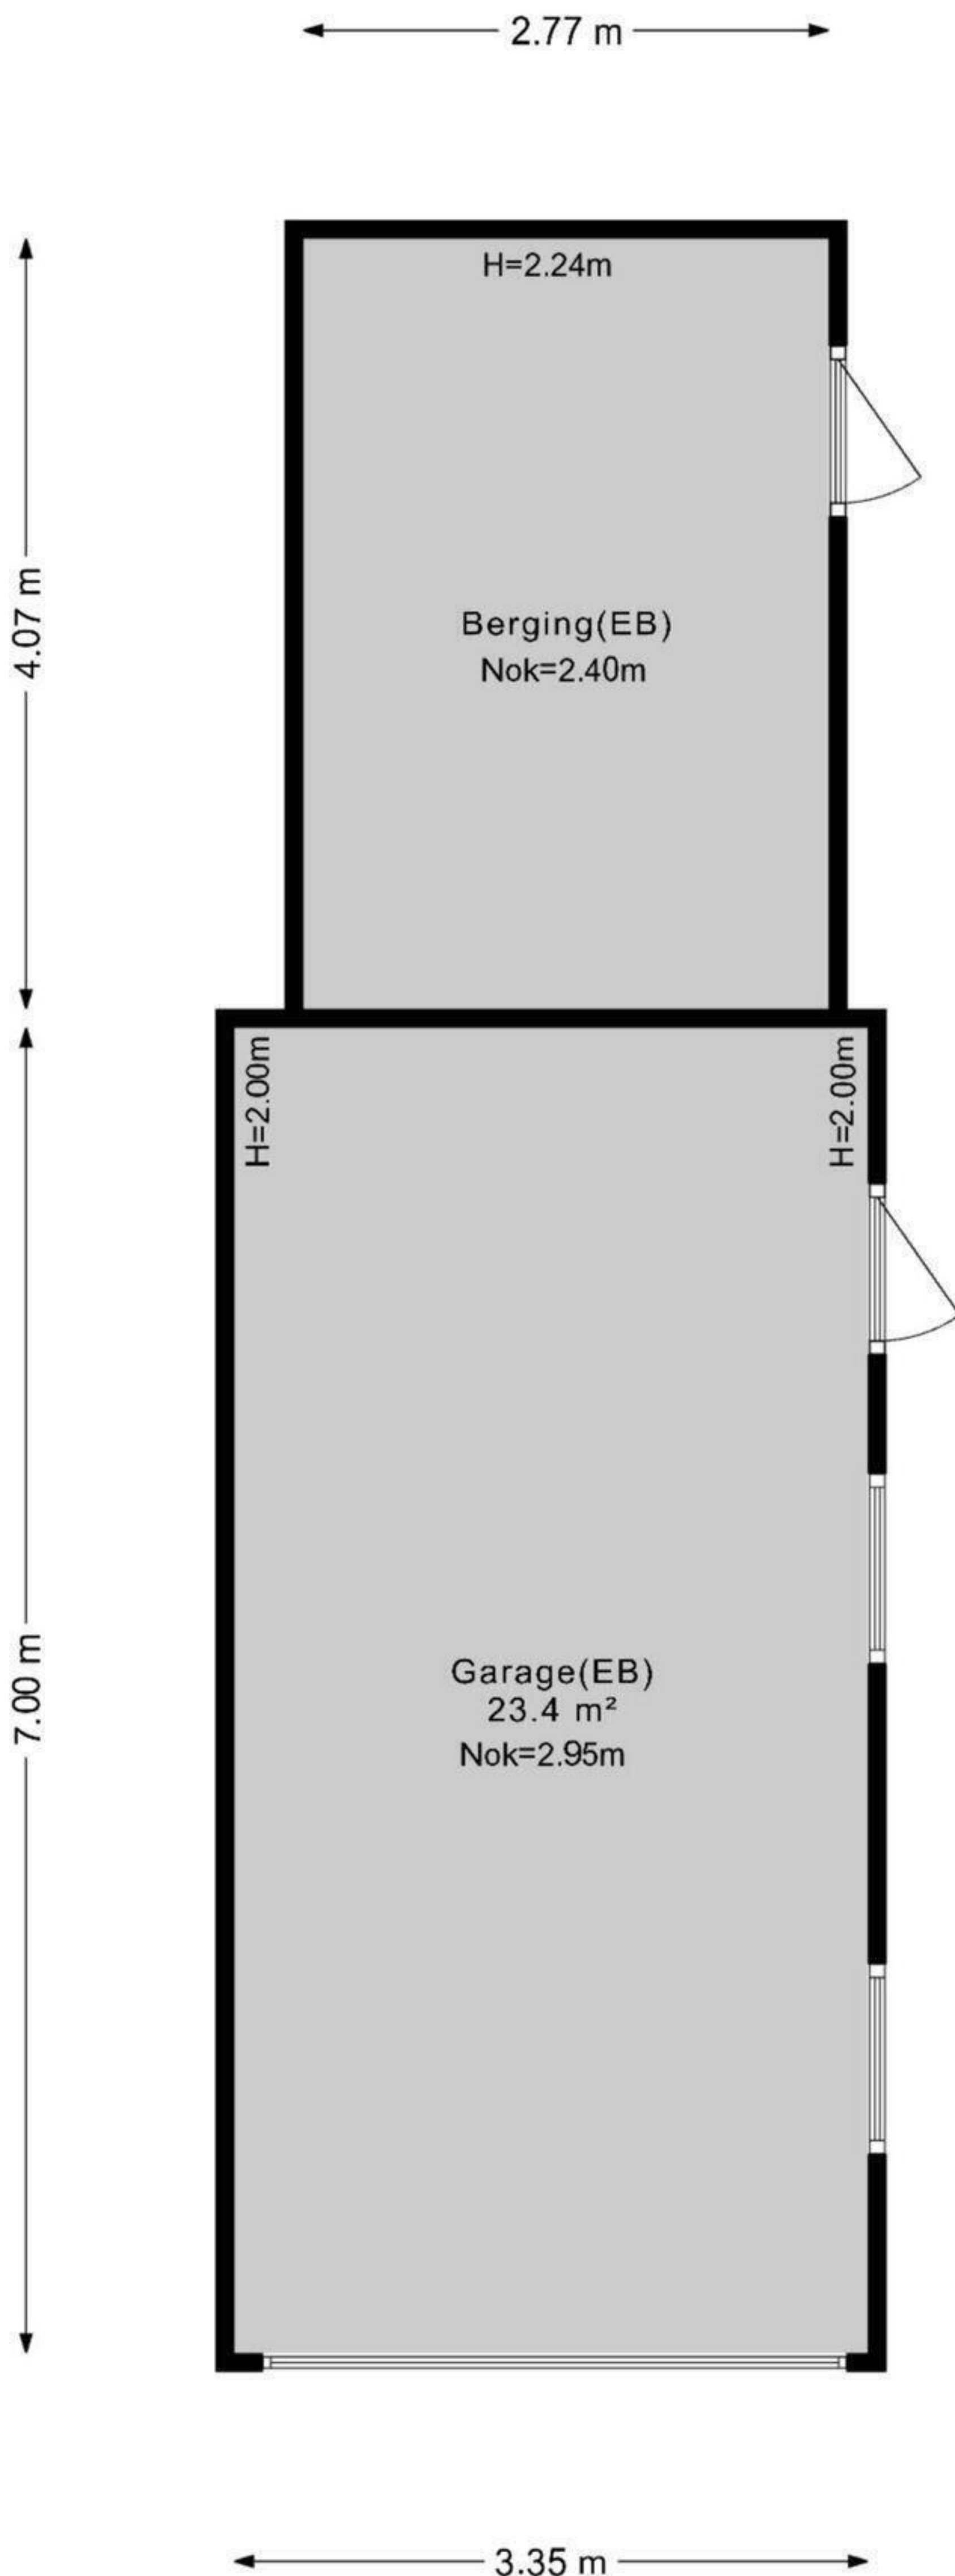 2.77 m
H=2.24m
4.07 m
Berging(EB)
Nok=2.40m
H=2.00m
H=2.00m
7.00 m
Garage(EB)
23.4 m²
Nok=2.95m
3.35 m